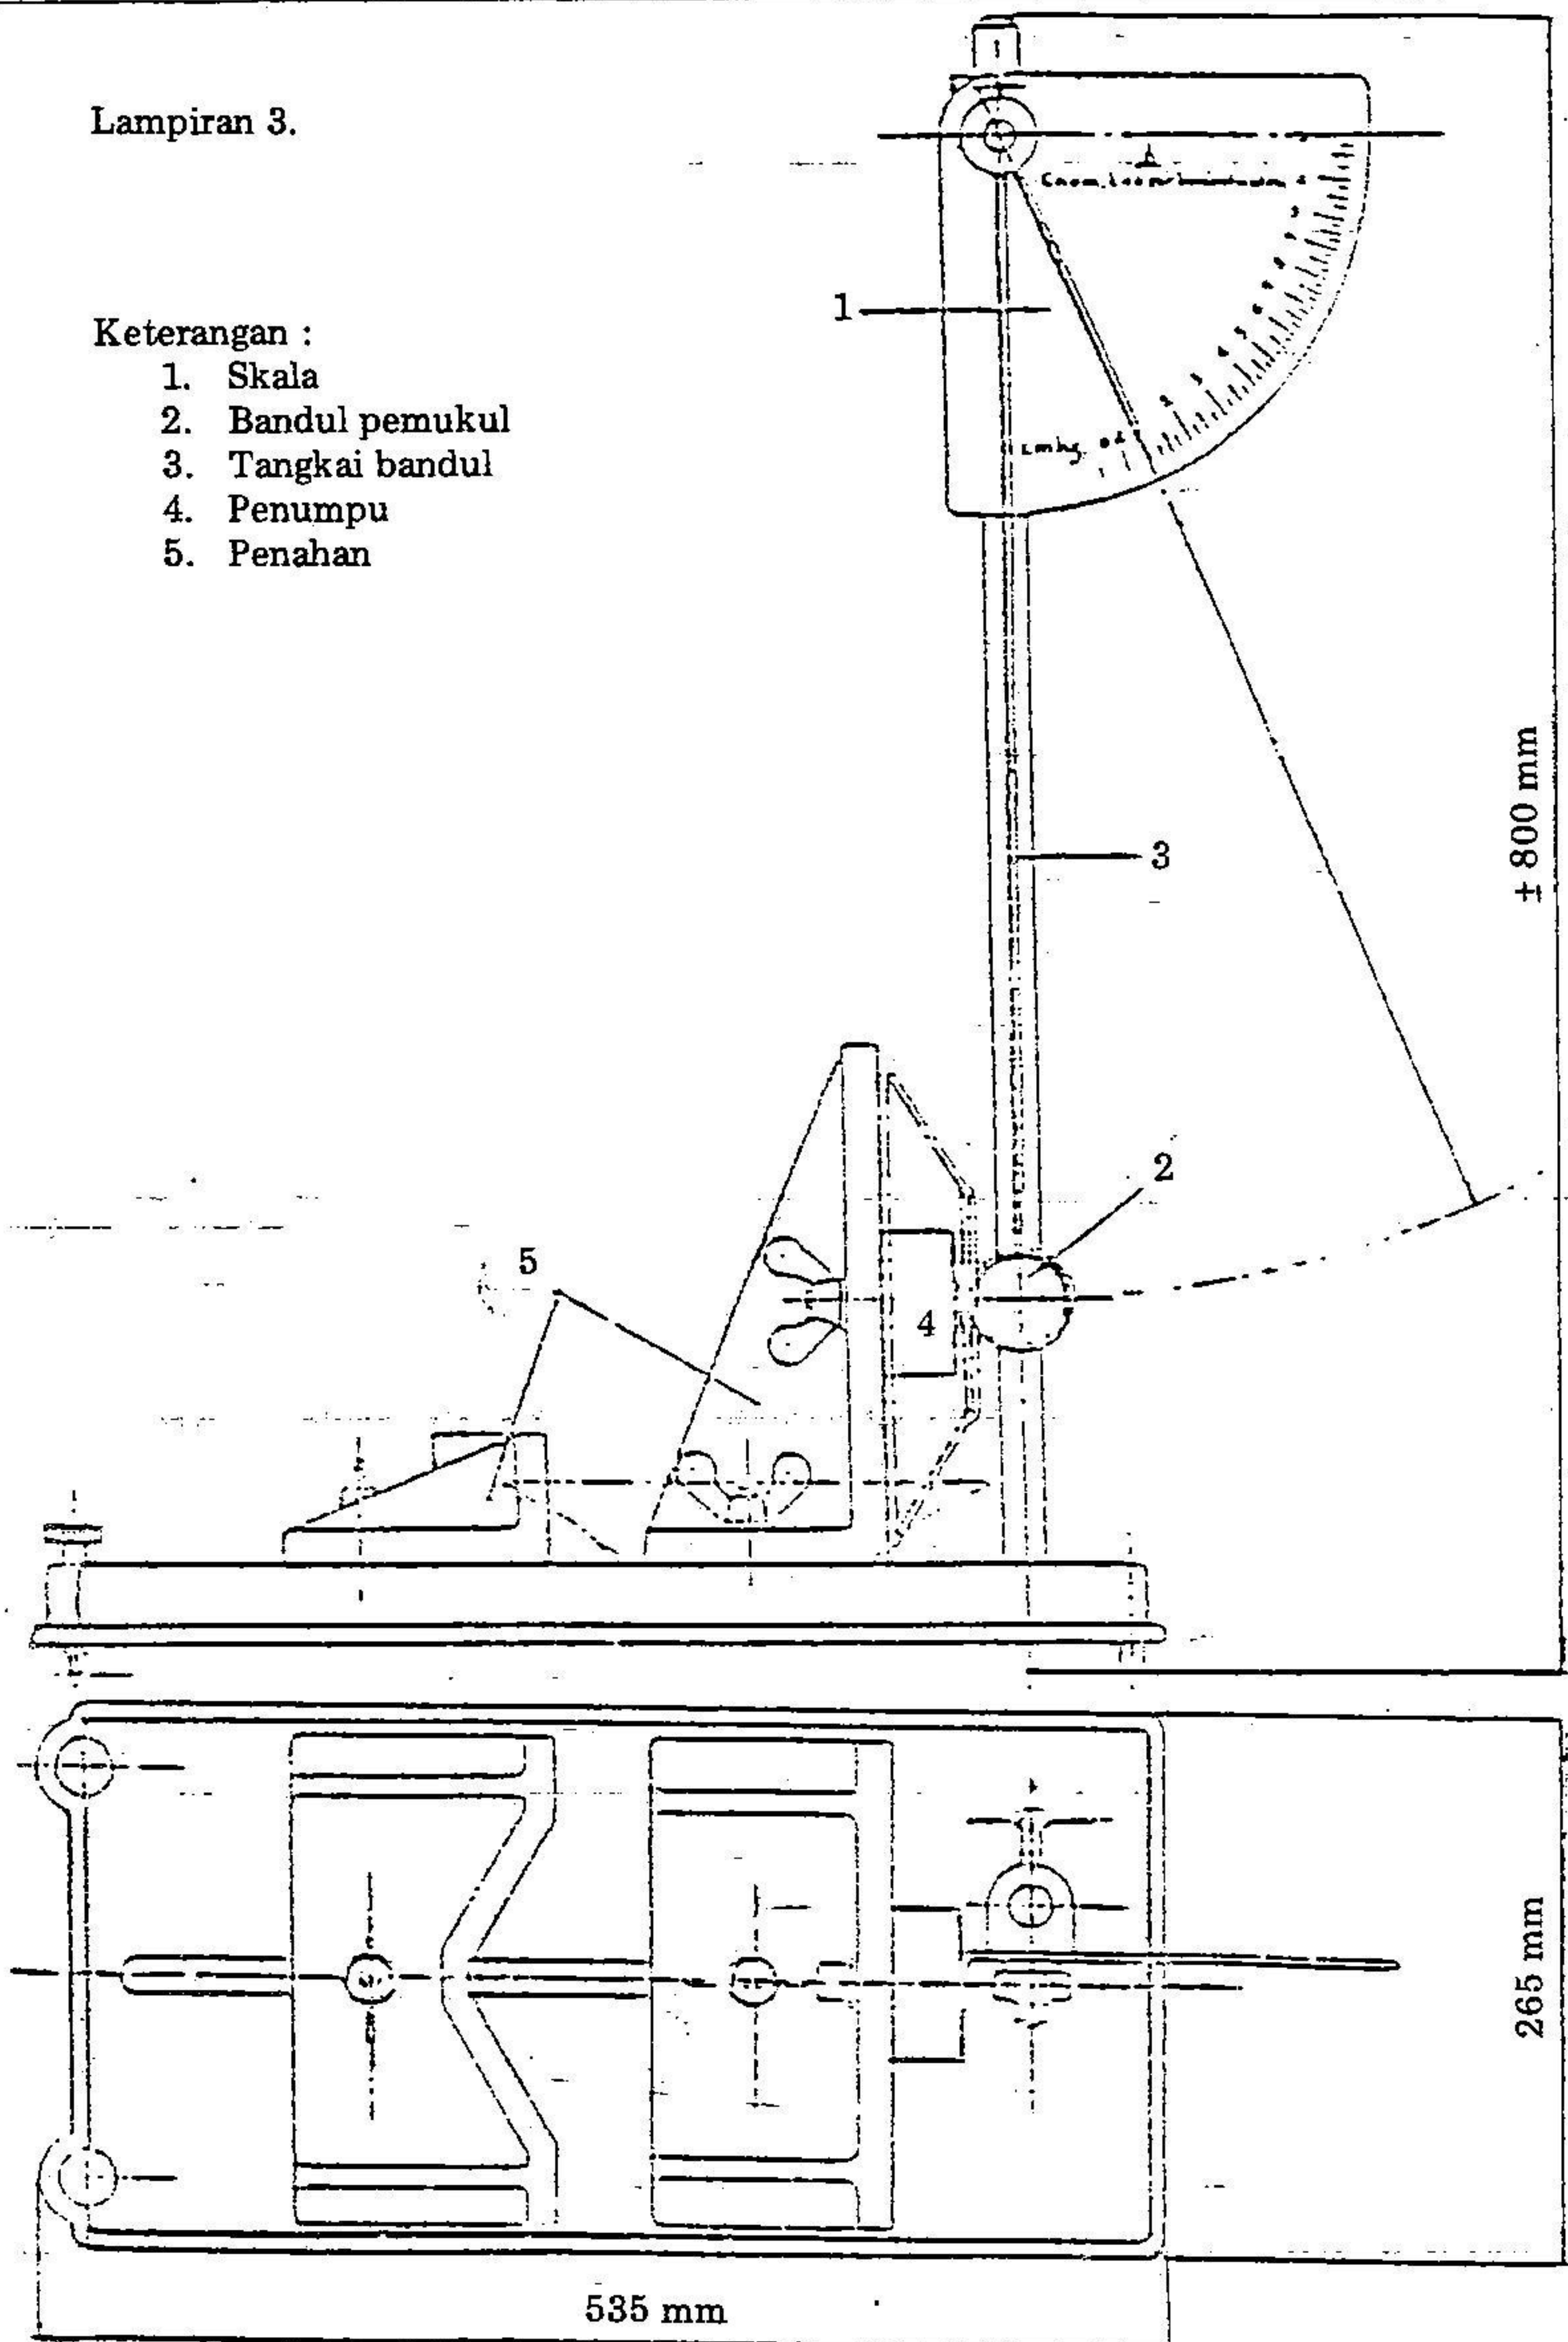 Lampiran 3.
Keterangan :
1. Skala
2. Bandul pemukul
3. Tangkai bandul
4. Penumpu
5. Penahan
1
3
2
5
4
± 800 mm
265 mm
535 mm